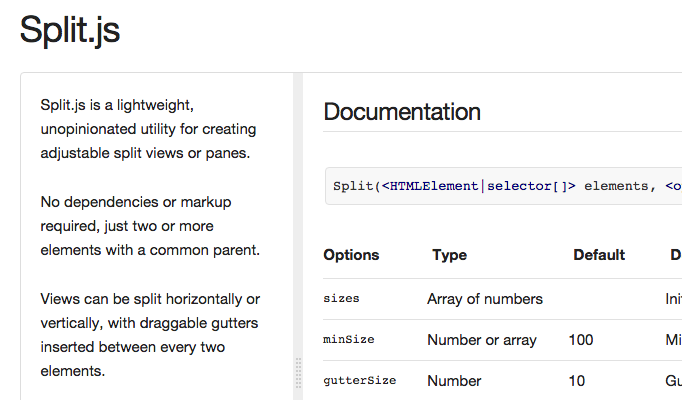 Split.js
Split.js is a lightweight,
unopinionated utility for creating
adjustable split views or panes.
No dependencies or markup
required, just two or more
elements with a common parent.
Views can be split horizontally or
vertically, with draggable gutters
inserted between every two
elements.
Documentation
Split(<HTMLElement|selector[]> elements, <o
Options Type Default D
sizes Array of numbers Ini
minSize Number or array 100 Mi
gutterSize Number 10 Gu